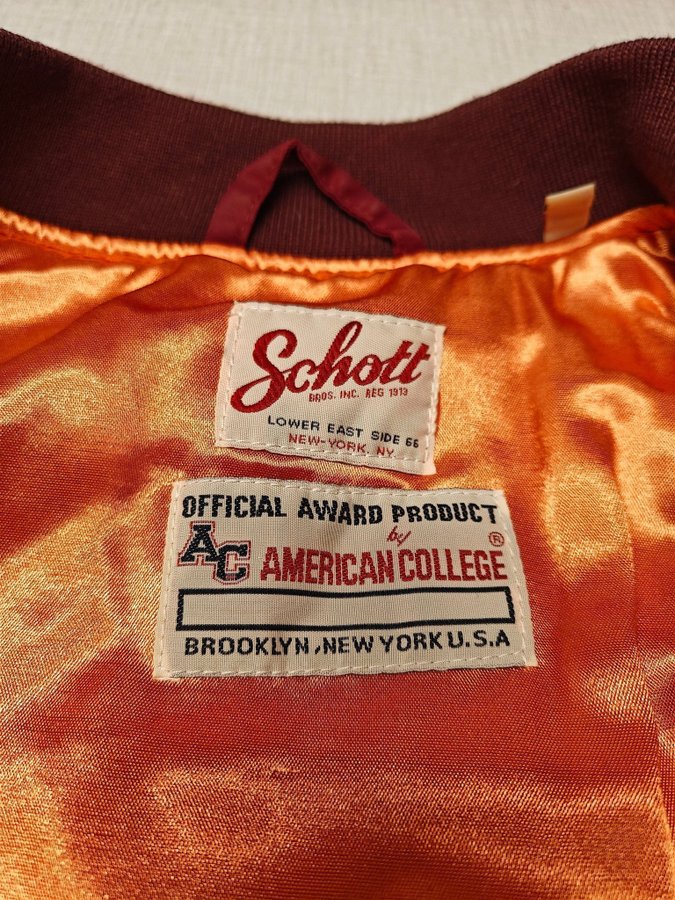 Schott
BROS. INC. REG 1913
LOWER EAST SIDE 66
NEW-YORK. NY
OFFICIAL AWARD PRODUCT
AC by ®
AMERICAN COLLEGE
BROOKLYN, NEW YORK U.S.A